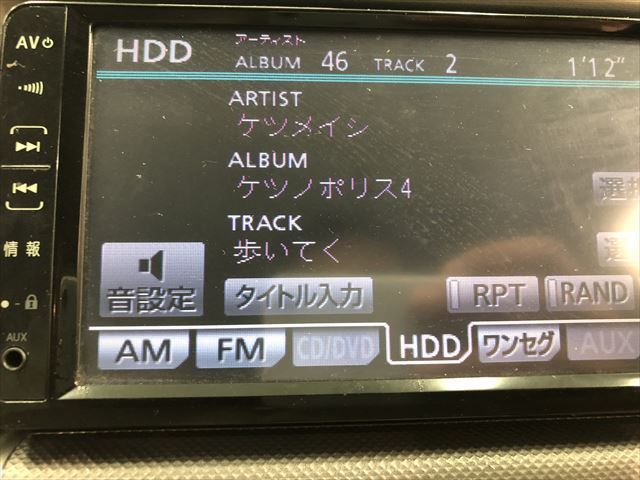 AV
HDD
アーティスト
ALBUM 46 TRACK 2 1'12"
ARTIST
ケツメイシ
ALBUM
ケツノポリス4
TRACK
歩いてく
情報
音設定
タイトル入力
RPT
RAND
AUX
AM
FM
CD/DVD
HDD
ワンセグ
AUX